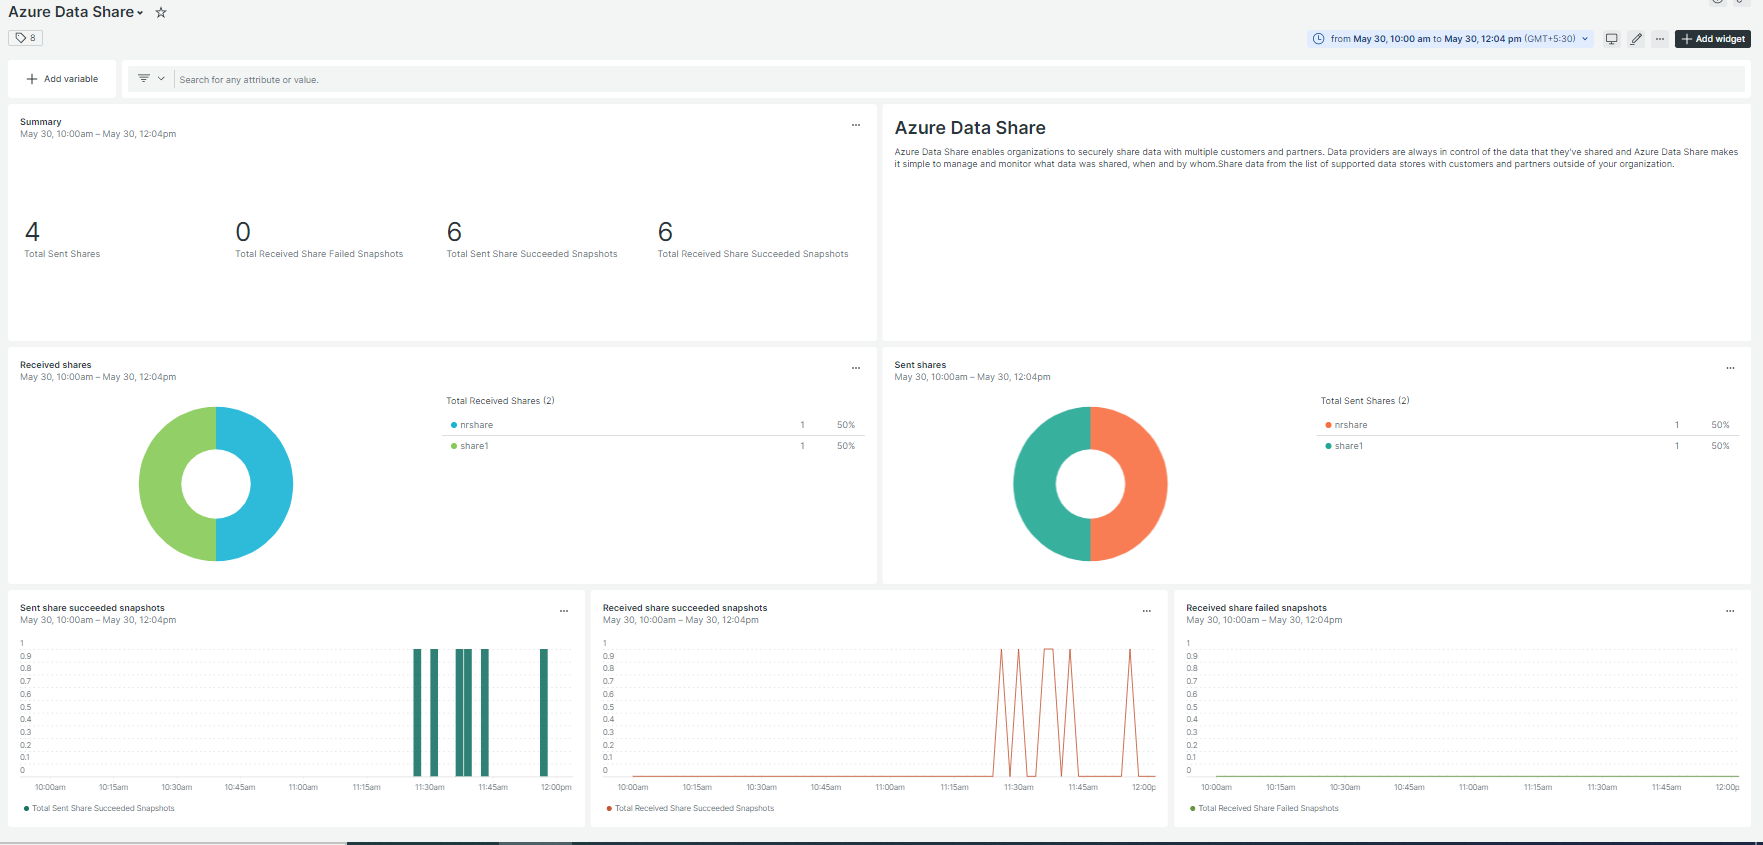 Azure Data Share
8
from May 30, 10:00 am to May 30, 12:04 pm (GMT+5:30)
...
Add widget
Add variable
Search for any attribute or value.
Summary
May 30, 10:00am – May 30, 12:04pm
...
4
Total Sent Shares
0
Total Received Share Failed Snapshots
6
Total Sent Share Succeeded Snapshots
6
Total Received Share Succeeded Snapshots
Azure Data Share
Azure Data Share enables organizations to securely share data with multiple customers and partners. Data providers are always in control of the data that they've shared and Azure Data Share makes
it simple to manage and monitor what data was shared, when and by whom.Share data from the list of supported data stores with customers and partners outside of your organization.
Received shares
May 30, 10:00am – May 30, 12:04pm
...
Total Received Shares (2)
nrshare 1 50%
share1 1 50%
Sent shares
May 30, 10:00am – May 30, 12:04pm
...
Total Sent Shares (2)
nrshare 1 50%
share1 1 50%
Sent share succeeded snapshots
May 30, 10:00am – May 30, 12:04pm
...
1
0.9
0.8
0.7
0.6
0.5
0.4
0.3
0.2
0.1
0
10:00am 10:15am 10:30am 10:45am 11:00am 11:15am 11:30am 11:45am 12:00pm
Total Sent Share Succeeded Snapshots
Received share succeeded snapshots
May 30, 10:00am – May 30, 12:04pm
...
1
0.9
0.8
0.7
0.6
0.5
0.4
0.3
0.2
0.1
0
10:00am 10:15am 10:30am 10:45am 11:00am 11:15am 11:30am 11:45am 12:00p
Total Received Share Succeeded Snapshots
Received share failed snapshots
May 30, 10:00am – May 30, 12:04pm
...
1
0.9
0.8
0.7
0.6
0.5
0.4
0.3
0.2
0.1
0
10:00am 10:15am 10:30am 10:45am 11:00am 11:15am 11:30am 11:45am 12:00p
Total Received Share Failed Snapshots